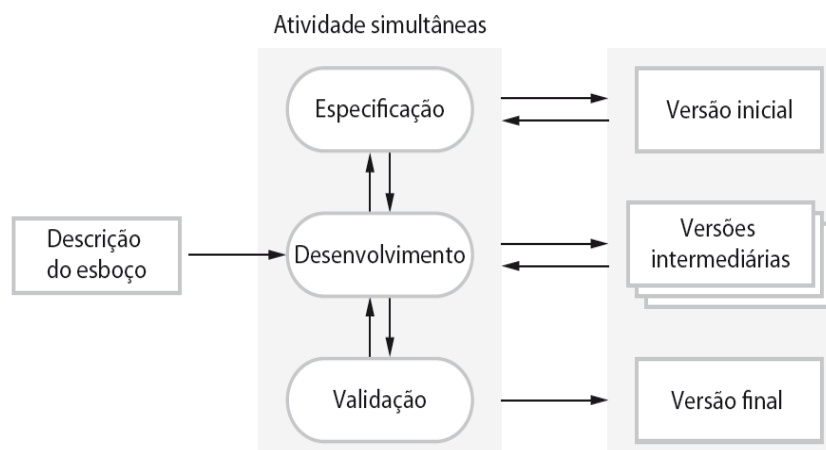 Atividade simultâneas
Especificação
Versão inicial
Descrição
do esboço
Desenvolvimento
Versões
intermediárias
Validação
Versão final